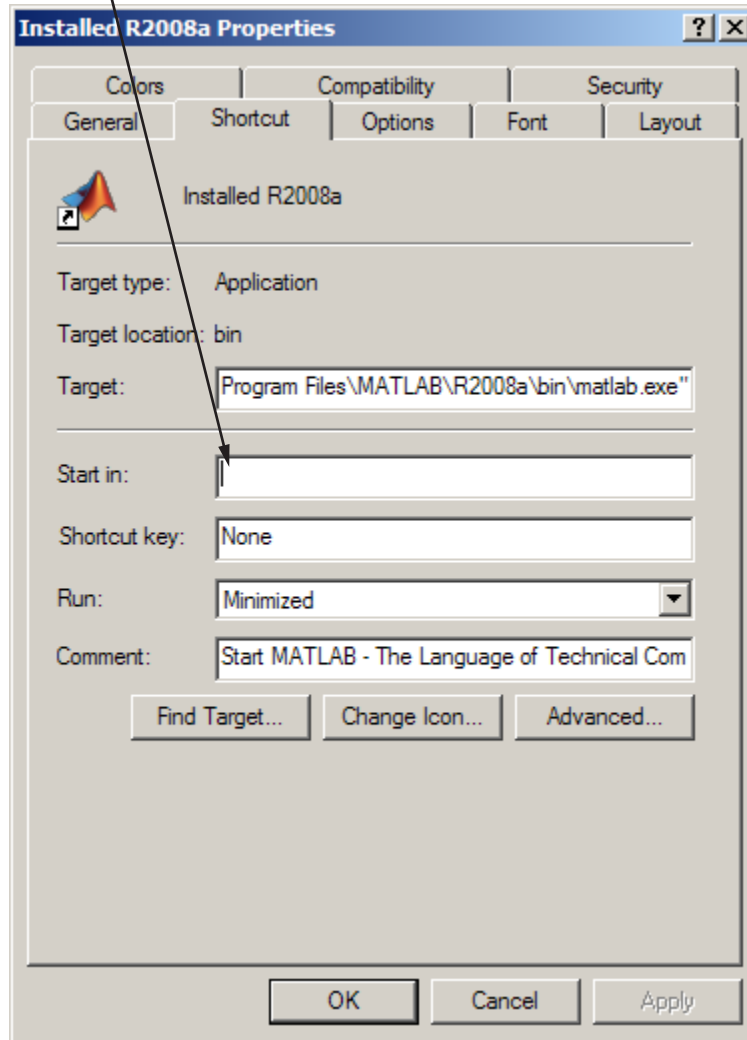 Installed R2008a Properties
Colors Compatibility Security
General Shortcut Options Font Layout
Installed R2008a
Target type: Application
Target location: bin
Target: Program Files\MATLAB\R2008a\bin\matlab.exe"
Start in:
Shortcut key: None
Run: Minimized
Comment: Start MATLAB - The Language of Technical Com
Find Target... Change Icon... Advanced...
OK Cancel Apply